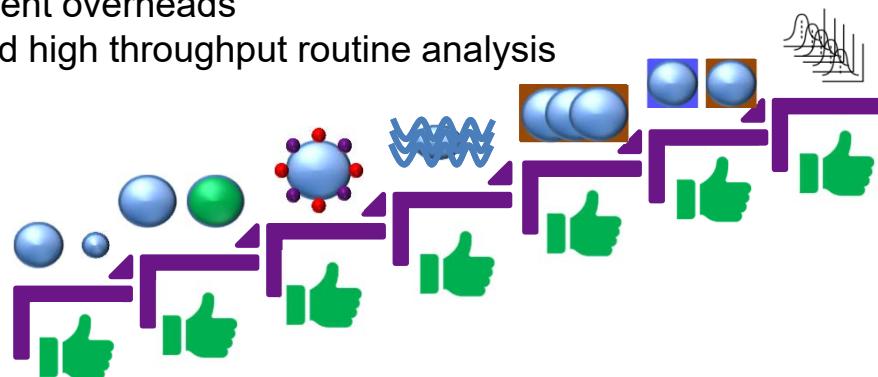 ent overheads
d high throughput routine analysis